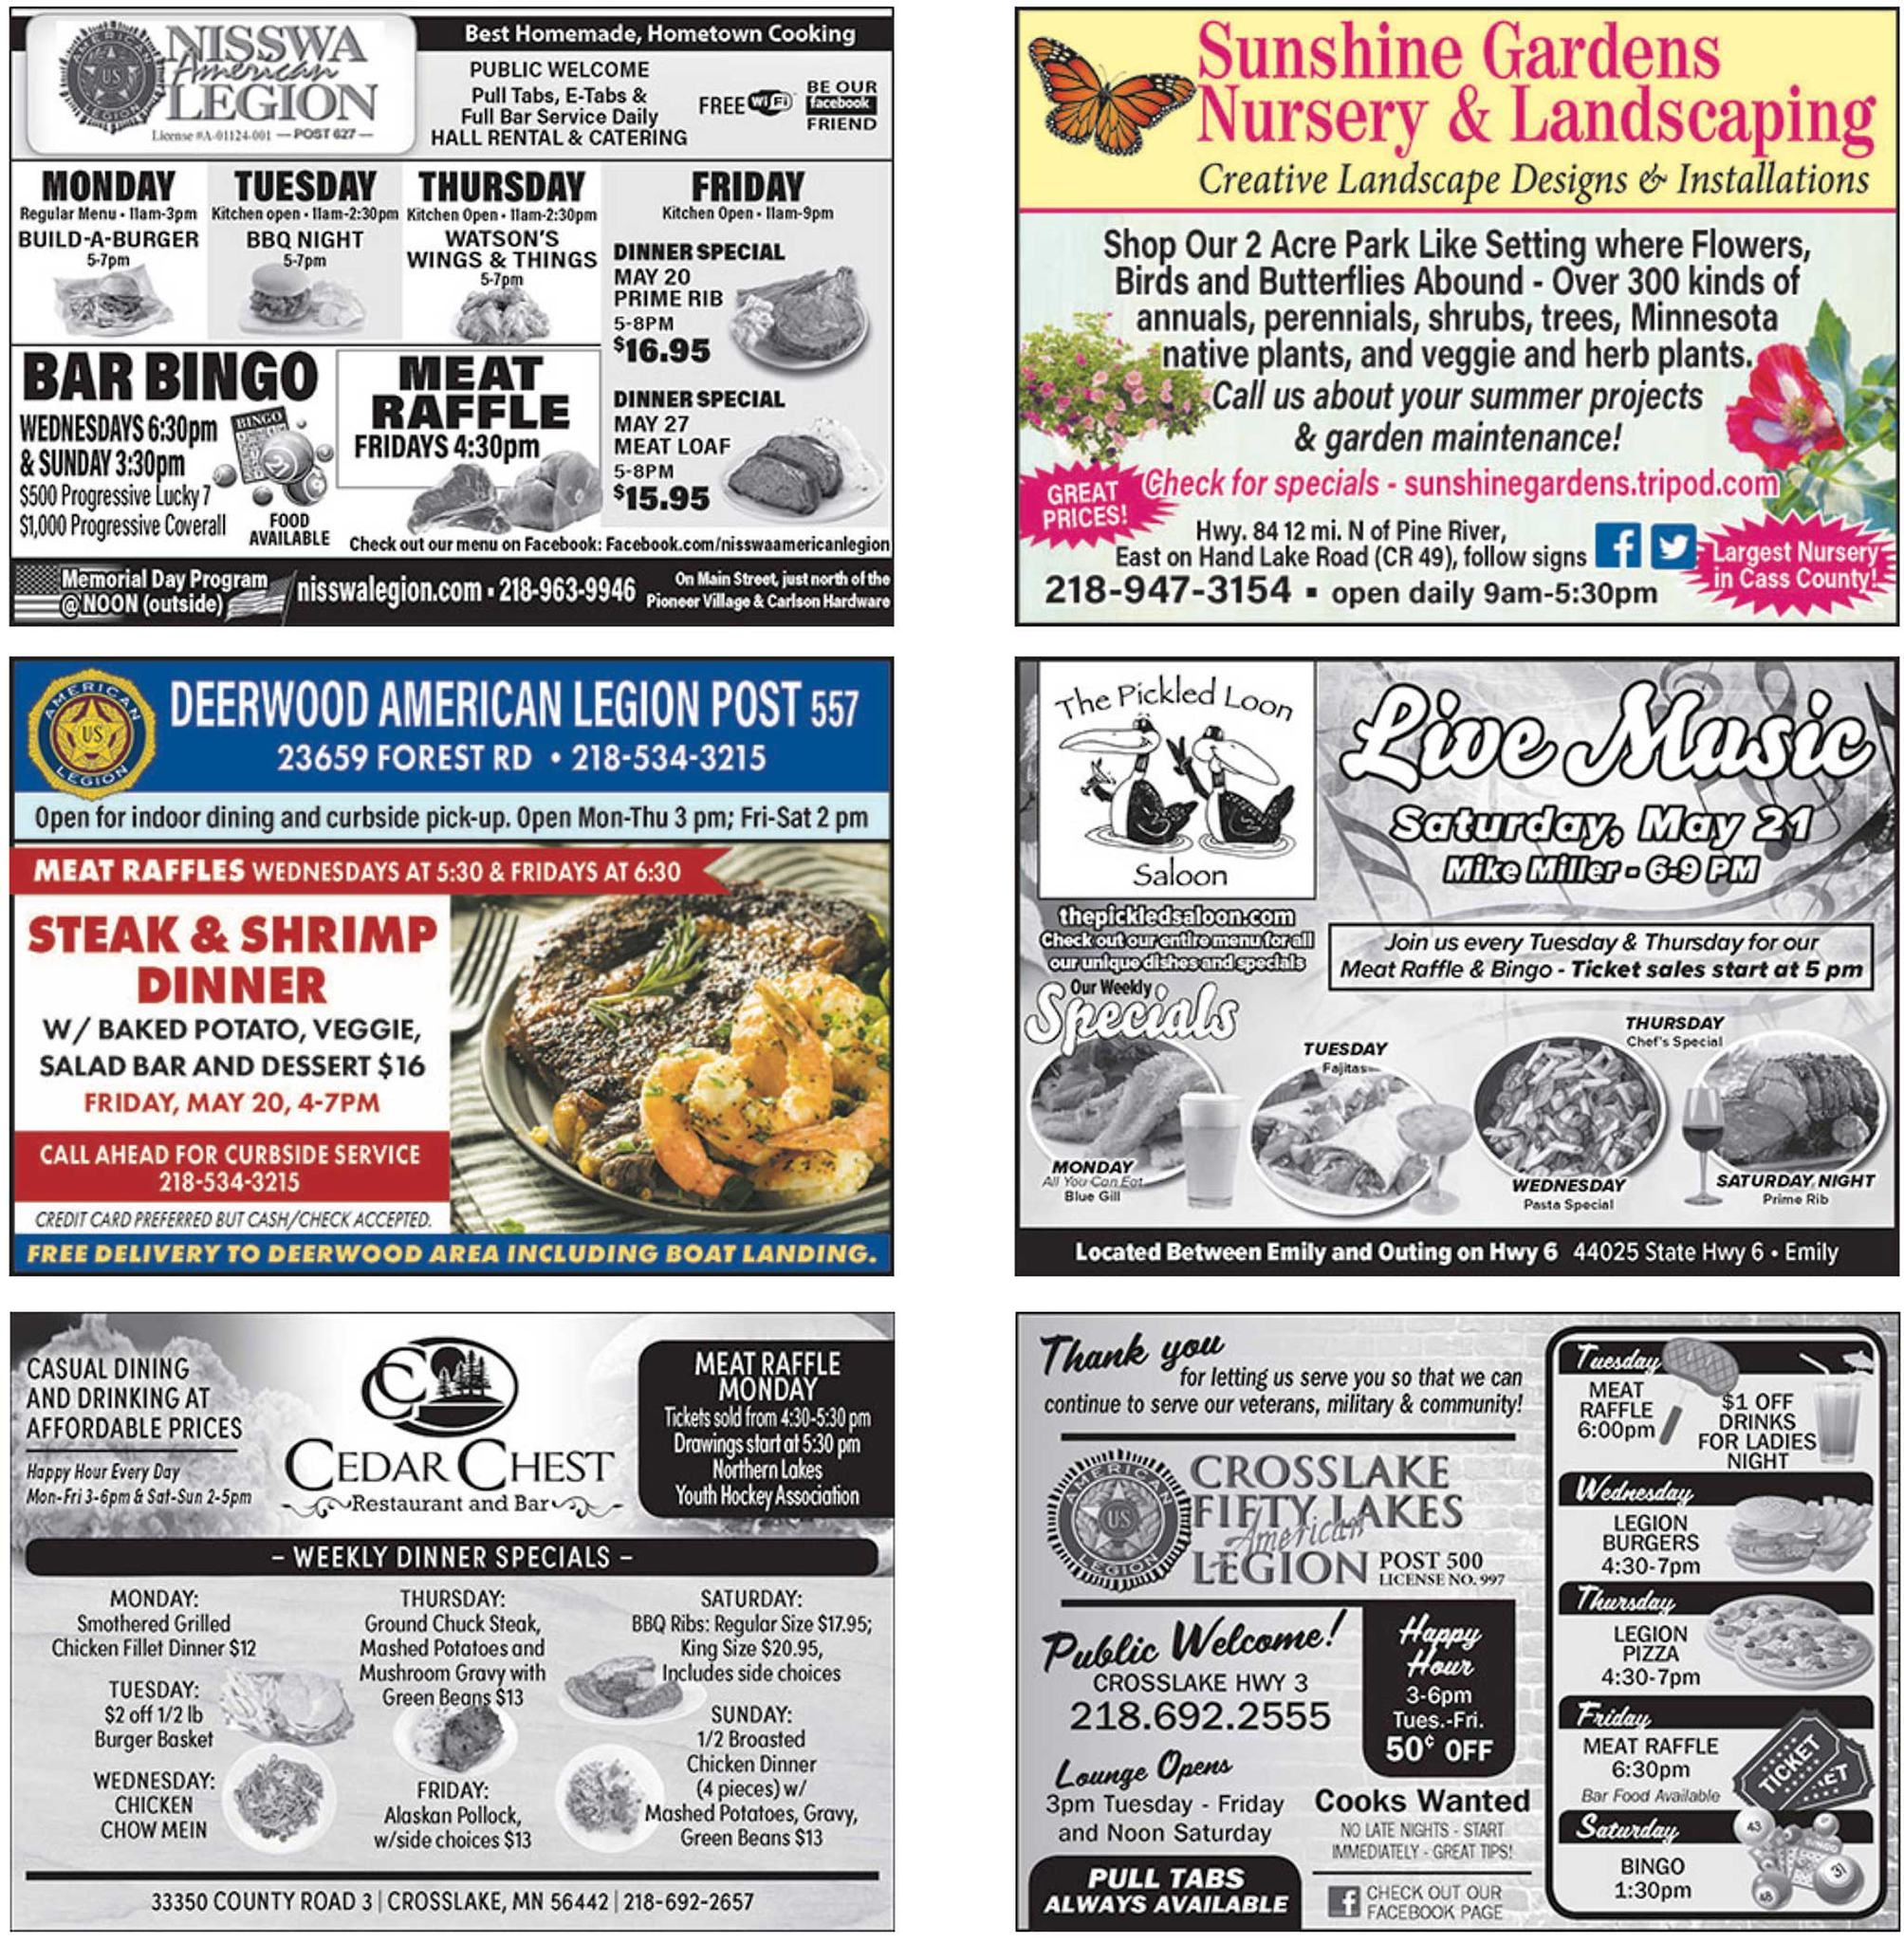 NISSWA
American
LEGION
License #A-01124-001 — POST 627 —
Best Homemade, Hometown Cooking
PUBLIC WELCOME
Pull Tabs, E-Tabs &
Full Bar Service Daily
HALL RENTAL & CATERING
FREE WiFi
BE OUR
facebook
FRIEND
MONDAY
Regular Menu • 11am-3pm
BUILD-A-BURGER
5-7pm
TUESDAY
Kitchen open • 11am-2:30pm
BBQ NIGHT
5-7pm
THURSDAY
Kitchen Open • 11am-2:30pm
WATSON'S
WINGS & THINGS
5-7pm
FRIDAY
Kitchen Open • 11am-9pm
DINNER SPECIAL
MAY 20
PRIME RIB
5-8PM
$16.95
DINNER SPECIAL
MAY 27
MEAT LOAF
5-8PM
$15.95
BAR BINGO
WEDNESDAYS 6:30pm
& SUNDAY 3:30pm
$500 Progressive Lucky 7
$1,000 Progressive Coverall
BINGO
FOOD
AVAILABLE
MEAT
RAFFLE
FRIDAYS 4:30pm
Check out our menu on Facebook: Facebook.com/nisswaamericanlegion
Memorial Day Program
@ NOON (outside)
nisswalegion.com • 218-963-9946
On Main Street, just north of the
Pioneer Village & Carlson Hardware
Sunshine Gardens
Nursery & Landscaping
Creative Landscape Designs & Installations
Shop Our 2 Acre Park Like Setting where Flowers,
Birds and Butterflies Abound - Over 300 kinds of
annuals, perennials, shrubs, trees, Minnesota
native plants, and veggie and herb plants.
Call us about your summer projects
& garden maintenance!
GREAT
PRICES!
Check for specials - sunshinegardens.tripod.com
Hwy. 84 12 mi. N of Pine River,
East on Hand Lake Road (CR 49), follow signs
218-947-3154 ▪ open daily 9am-5:30pm
Largest Nursery
in Cass County!
AMERICAN
US
LEGION
DEERWOOD AMERICAN LEGION POST 557
23659 FOREST RD • 218-534-3215
Open for indoor dining and curbside pick-up. Open Mon-Thu 3 pm; Fri-Sat 2 pm
MEAT RAFFLES WEDNESDAYS AT 5:30 & FRIDAYS AT 6:30
STEAK & SHRIMP
DINNER
W/ BAKED POTATO, VEGGIE,
SALAD BAR AND DESSERT $16
FRIDAY, MAY 20, 4-7PM
CALL AHEAD FOR CURBSIDE SERVICE
218-534-3215
CREDIT CARD PREFERRED BUT CASH/CHECK ACCEPTED.
FREE DELIVERY TO DEERWOOD AREA INCLUDING BOAT LANDING.
The Pickled Loon
Saloon
thepickledsaloon.com
Check out our entire menu for all
our unique dishes and specials
Live Music
Saturday, May 21
Mike Miller - 6-9 PM
Join us every Tuesday & Thursday for our
Meat Raffle & Bingo - Ticket sales start at 5 pm
Our Weekly
Specials
MONDAY
All You Can Eat
Blue Gill
TUESDAY
Fajitas
WEDNESDAY
Pasta Special
THURSDAY
Chef's Special
SATURDAY NIGHT
Prime Rib
Located Between Emily and Outing on Hwy 6 44025 State Hwy 6 • Emily
CASUAL DINING
AND DRINKING AT
AFFORDABLE PRICES
Happy Hour Every Day
Mon-Fri 3-6pm & Sat-Sun 2-5pm
CC
CEDAR CHEST
Restaurant and Bar
MEAT RAFFLE
MONDAY
Tickets sold from 4:30-5:30 pm
Drawings start at 5:30 pm
Northern Lakes
Youth Hockey Association
– WEEKLY DINNER SPECIALS –
MONDAY:
Smothered Grilled
Chicken Fillet Dinner $12
TUESDAY:
$2 off 1/2 lb
Burger Basket
WEDNESDAY:
CHICKEN
CHOW MEIN
THURSDAY:
Ground Chuck Steak,
Mashed Potatoes and
Mushroom Gravy with
Green Beans $13
FRIDAY:
Alaskan Pollock,
w/side choices $13
SATURDAY:
BBQ Ribs: Regular Size $17.95;
King Size $20.95,
Includes side choices
SUNDAY:
1/2 Broasted
Chicken Dinner
(4 pieces) w/
Mashed Potatoes, Gravy,
Green Beans $13
33350 COUNTY ROAD 3 | CROSSLAKE, MN 56442 | 218-692-2657
Thank you
for letting us serve you so that we can
continue to serve our veterans, military & community!
AMERICAN
US
LEGION
CROSSLAKE
FIFTY LAKES
American
LEGION POST 500
LICENSE NO. 997
Public Welcome!
CROSSLAKE HWY 3
218.692.2555
Lounge Opens
3pm Tuesday - Friday
and Noon Saturday
PULL TABS
ALWAYS AVAILABLE
Happy
Hour
3-6pm
Tues.-Fri.
50¢ OFF
Cooks Wanted
NO LATE NIGHTS - START
IMMEDIATELY - GREAT TIPS!
CHECK OUT OUR
FACEBOOK PAGE
Tuesday
MEAT
RAFFLE
6:00pm
$1 OFF
DRINKS
FOR LADIES
NIGHT
Wednesday
LEGION
BURGERS
4:30-7pm
Thursday
LEGION
PIZZA
4:30-7pm
Friday
MEAT RAFFLE
6:30pm
Bar Food Available
TICKET
Saturday
BINGO
1:30pm